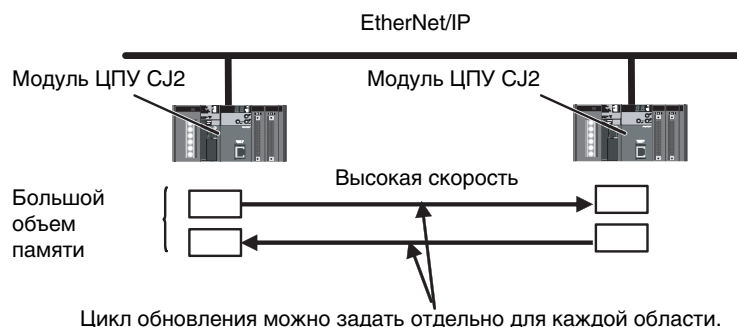 EtherNet/IP
Модуль ЦПУ CJ2
Модуль ЦПУ CJ2
Высокая скорость
Большой
объем
памяти
Цикл обновления можно задать отдельно для каждой области.